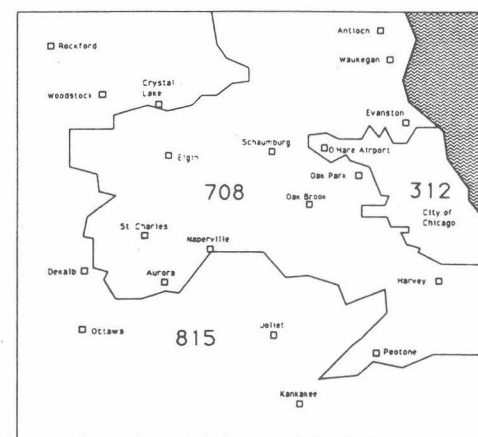 Antioch
Rockford
Waukegan
Crystal
Lake
Woodstock
Evanston
Schaumburg
O'Hare Airport
Elgin
Oak Park
708
312
Oak Brook
City of
Chicago
St Charles
Naperville
Dekalb
Aurora
Harvey
Ottawa
815
Joliet
Peotone
Kankakee